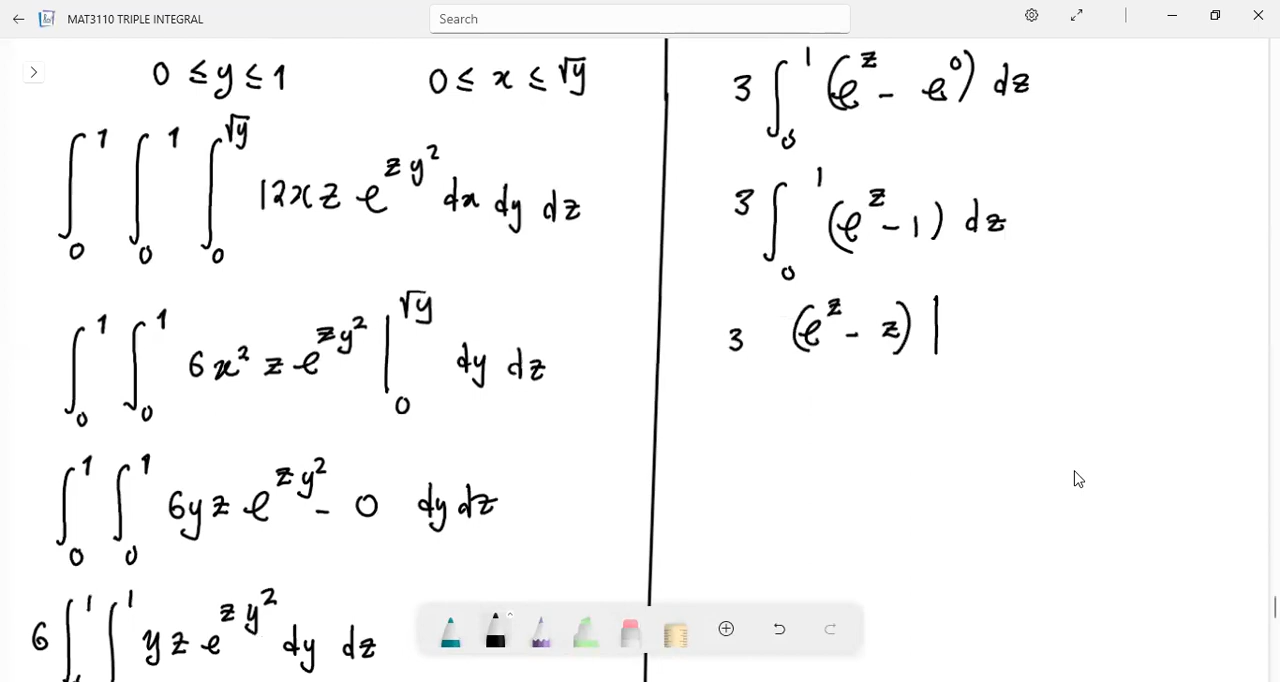 MAT3110 TRIPLE INTEGRAL
Search
0 ≤ y ≤ 1 0 ≤ x ≤ √y
∫₀¹ ∫₀¹ ∫₀^√y 12xz e^(zy²) dx dy dz
∫₀¹ ∫₀¹ 6x² z e^(zy²) |₀^√y dy dz
∫₀¹ ∫₀¹ 6yz e^(zy²) - 0 dy dz
6 ∫¹ ∫¹ yz e^(zy²) dy dz
3 ∫₀¹ (e^z - e^0) dz
3 ∫₀¹ (e^z - 1) dz
3 (e^z - z) |